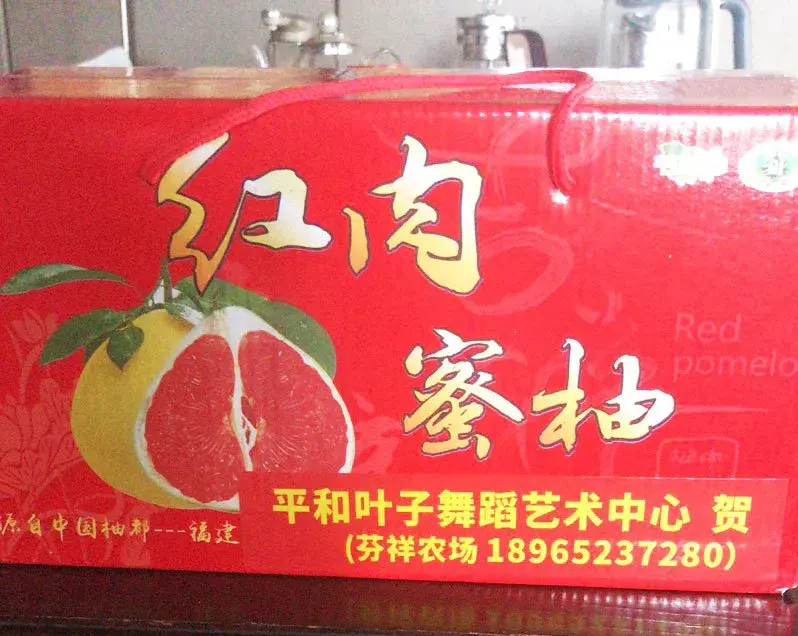 红肉
蜜柚
Red
pomelo
源自中国柚都---福建
平和叶子舞蹈艺术中心 贺
(芬祥农场 18965237280)